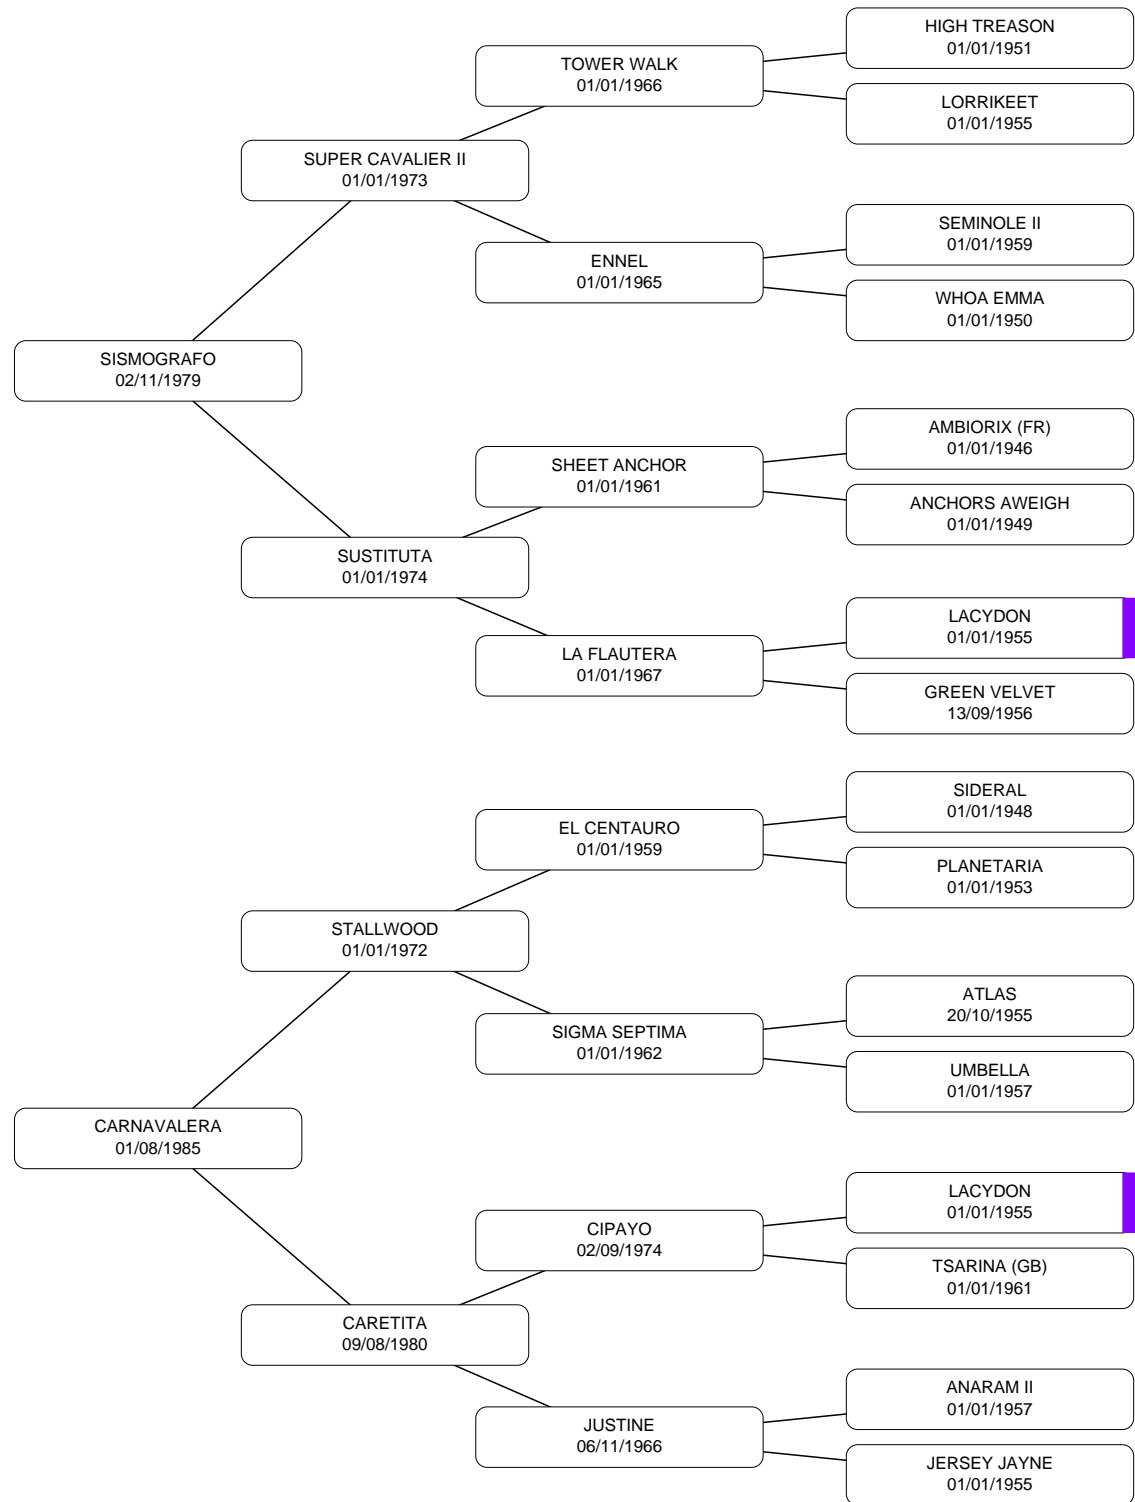 HIGH TREASON
01/01/1951
TOWER WALK
01/01/1966
LORRIKEET
01/01/1955
SUPER CAVALIER II
01/01/1973
SEMINOLE II
01/01/1959
ENNEL
01/01/1965
WHOA EMMA
01/01/1950
SISMOGRAFO
02/11/1979
AMBIORIX (FR)
01/01/1946
SHEET ANCHOR
01/01/1961
ANCHORS AWEIGH
01/01/1949
SUSTITUTA
01/01/1974
LACYDON
01/01/1955
LA FLAUTERA
01/01/1967
GREEN VELVET
13/09/1956
SIDERAL
01/01/1948
EL CENTAURO
01/01/1959
PLANETARIA
01/01/1953
STALLWOOD
01/01/1972
ATLAS
20/10/1955
SIGMA SEPTIMA
01/01/1962
UMBELLA
01/01/1957
CARNAVALERA
01/08/1985
LACYDON
01/01/1955
CIPAYO
02/09/1974
TSARINA (GB)
01/01/1961
CARETITA
09/08/1980
ANARAM II
01/01/1957
JUSTINE
06/11/1966
JERSEY JAYNE
01/01/1955